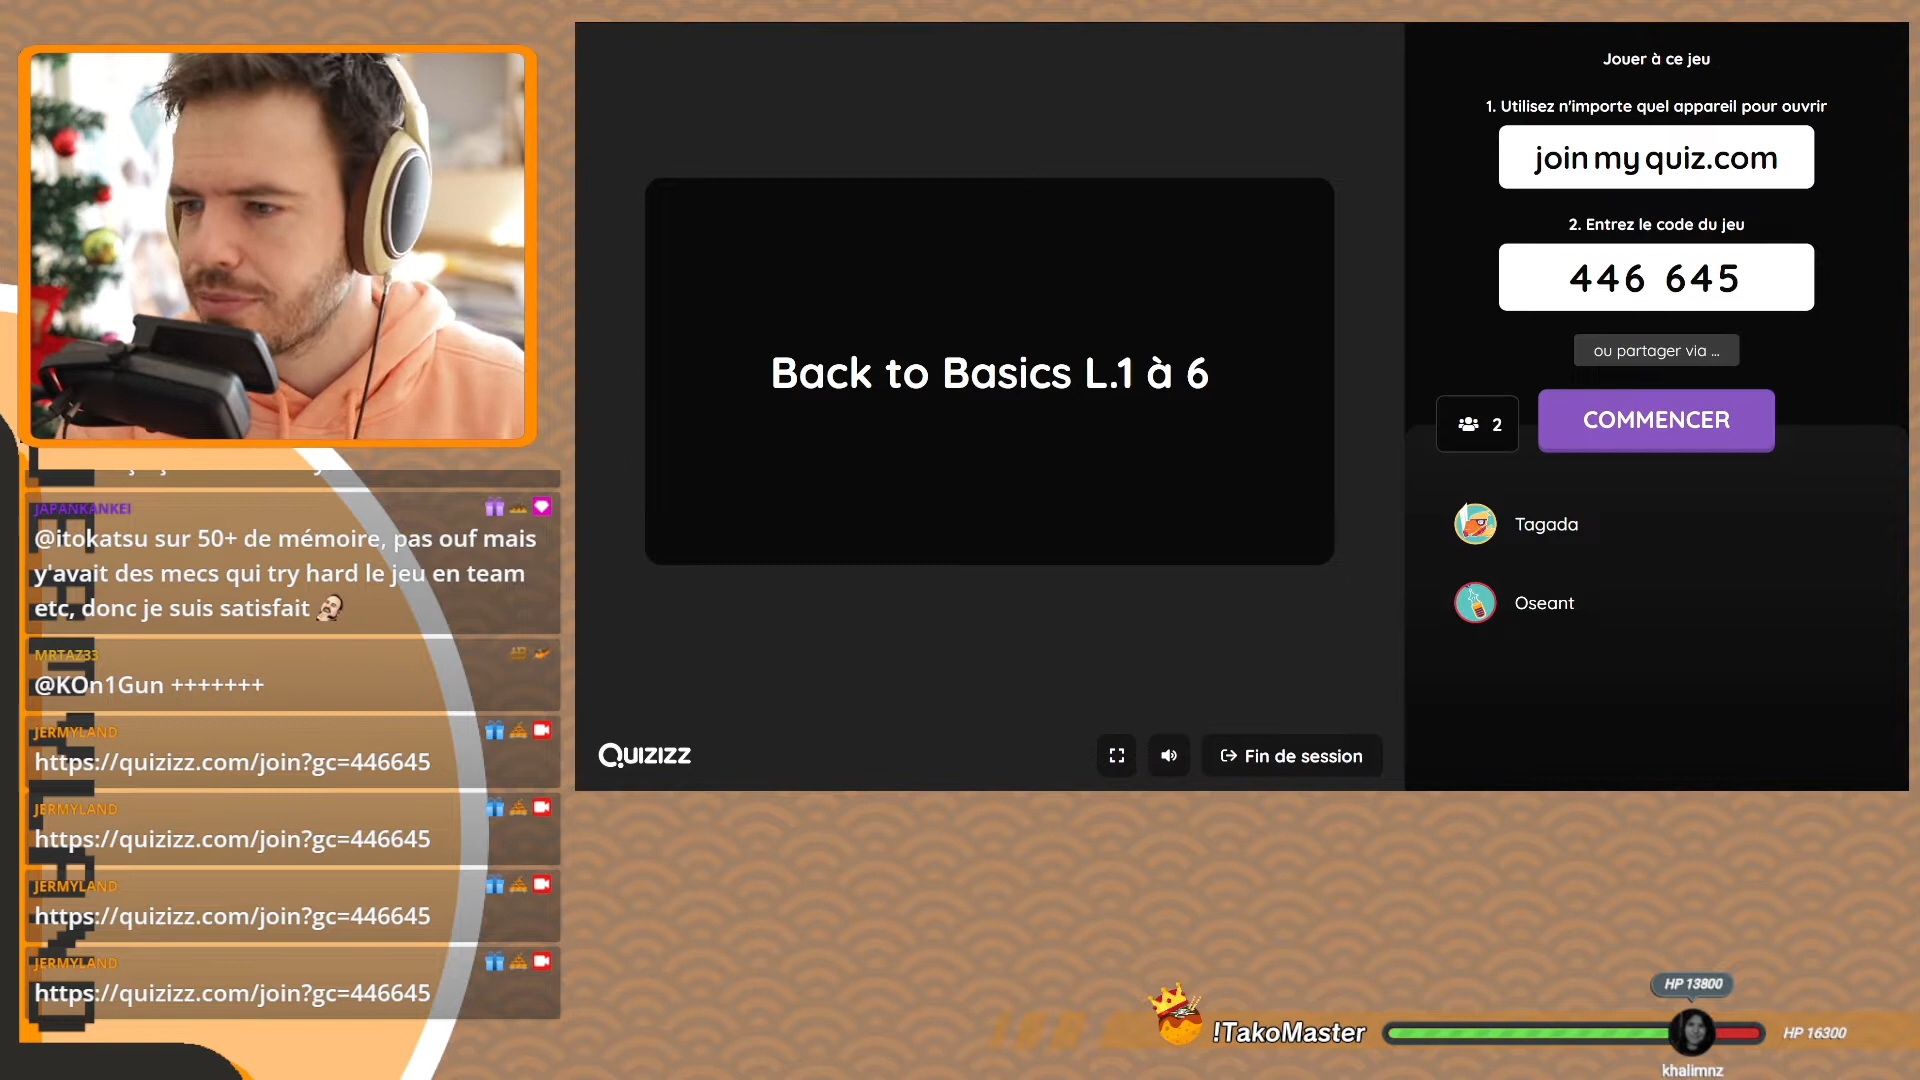 JAPANKANKEI
@itokatsu sur 50+ de mémoire, pas ouf mais
y'avait des mecs qui try hard le jeu en team
etc, donc je suis satisfait
MRTAZ33
@KOn1Gun +++++++
JERMYLAND
https://quizizz.com/join?gc=446645
JERMYLAND
https://quizizz.com/join?gc=446645
JERMYLAND
https://quizizz.com/join?gc=446645
JERMYLAND
https://quizizz.com/join?gc=446645
Back to Basics L.1 à 6
QUIZIZZ
Fin de session
Jouer à ce jeu
1. Utilisez n'importe quel appareil pour ouvrir
joinmyquiz.com
2. Entrez le code du jeu
446 645
ou partager via ...
2
COMMENCER
Tagada
Oseant
!TakoMaster
HP 13800
HP 16300
khalimnz